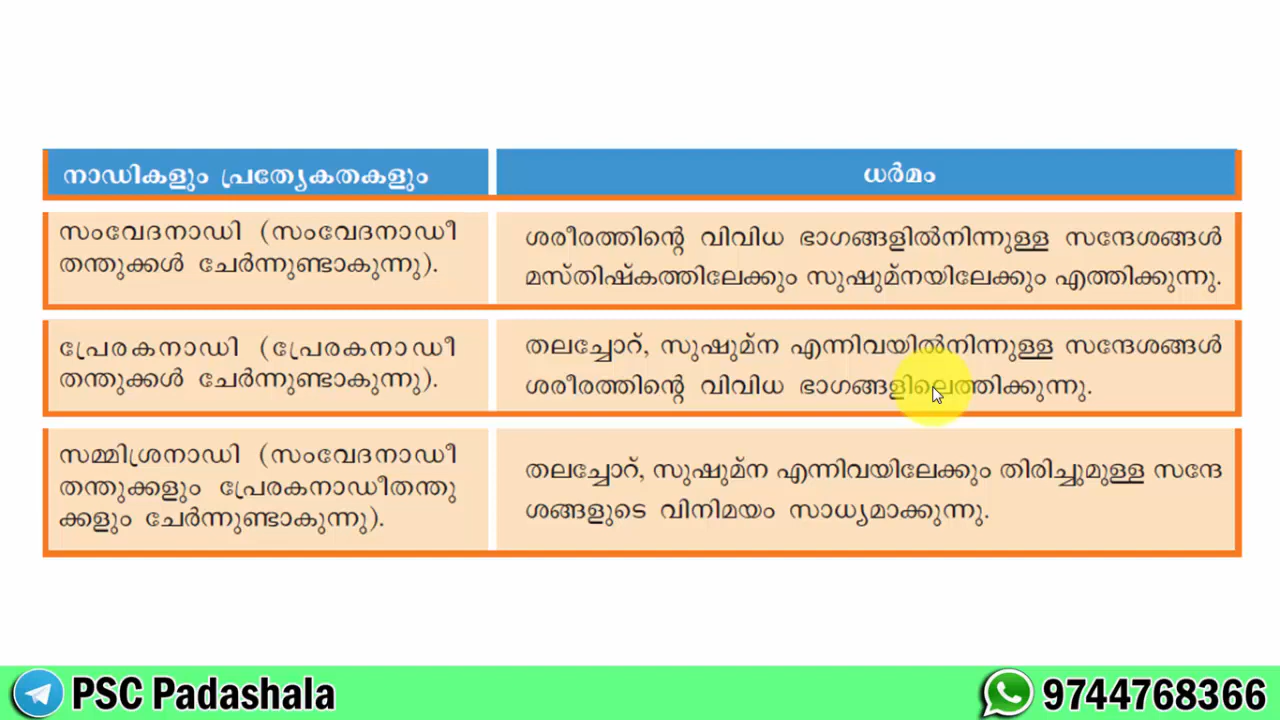 നാഡികളും പ്രത്യേകതകളും
ധർമം
സംവേദനാഡി (സംവേദനാഡീ
തന്തുക്കൾ ചേർന്നുണ്ടാകുന്നു).
ശരീരത്തിന്റെ വിവിധ ഭാഗങ്ങളിൽനിന്നുള്ള സന്ദേശങ്ങൾ
മസ്തിഷ്കത്തിലേക്കും സുഷുമ്നയിലേക്കും എത്തിക്കുന്നു.
പ്രേരകനാഡി (പ്രേരകനാഡീ
തന്തുക്കൾ ചേർന്നുണ്ടാകുന്നു).
തലച്ചോറ്, സുഷുമ്ന എന്നിവയിൽനിന്നുള്ള സന്ദേശങ്ങൾ
ശരീരത്തിന്റെ വിവിധ ഭാഗങ്ങളിലെത്തിക്കുന്നു.
സമ്മിശ്രനാഡി (സംവേദനാഡീ
തന്തുക്കളും പ്രേരകനാഡീതന്തു
ക്കളും ചേർന്നുണ്ടാകുന്നു).
തലച്ചോറ്, സുഷുമ്ന എന്നിവയിലേക്കും തിരിച്ചുമുള്ള സന്ദേ
ശങ്ങളുടെ വിനിമയം സാധ്യമാക്കുന്നു.
PSC Padashala
9744768366